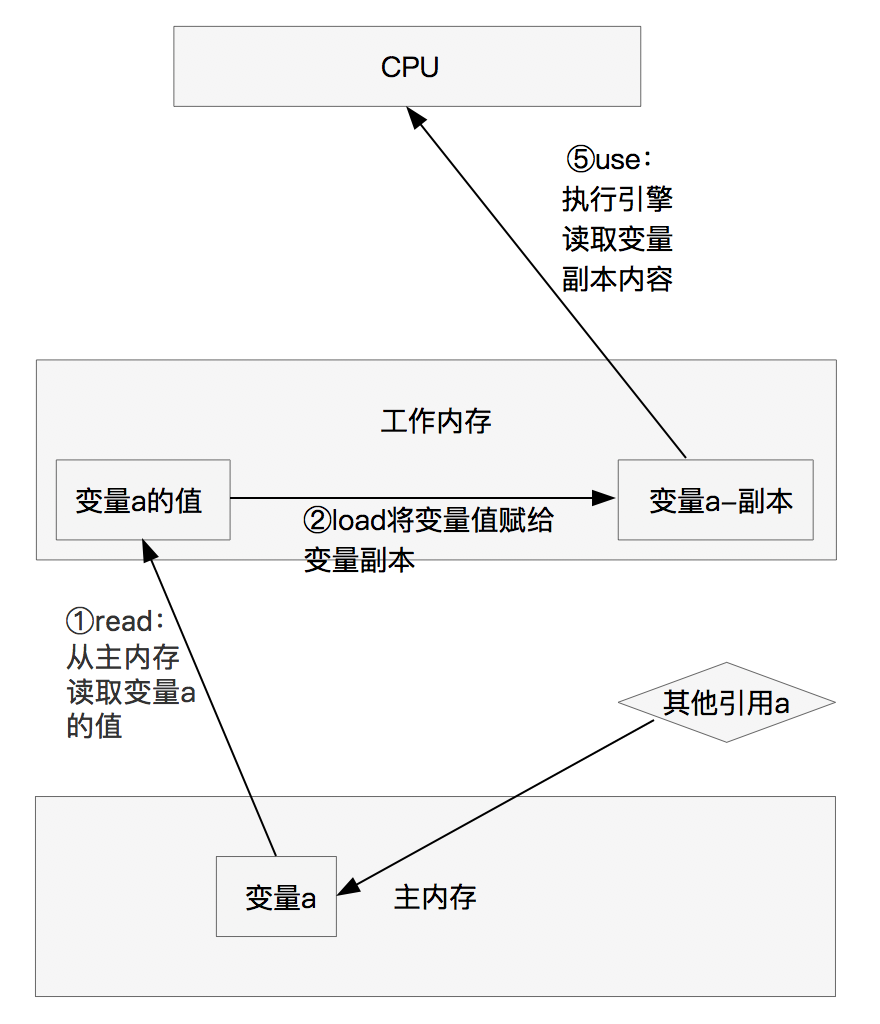 CPU
⑤use：
执行引擎
读取变量
副本内容
工作内存
变量a的值
变量a-副本
②load将变量值赋给
变量副本
①read：
从主内存
读取变量a
的值
其他引用a
变量a
主内存